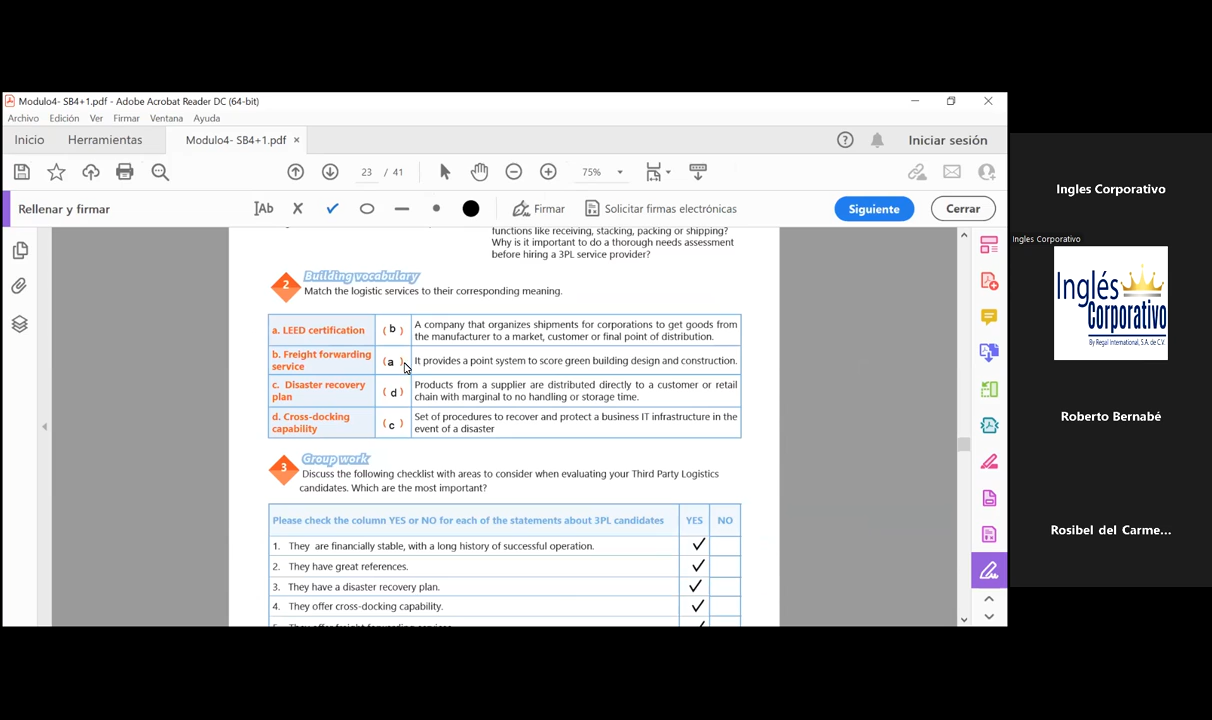 Modulo4- SB4+1.pdf - Adobe Acrobat Reader DC (64-bit)
Archivo Edición Ver Firmar Ventana Ayuda
Inicio Herramientas Modulo4- SB4+1.pdf × Iniciar sesión
23 / 41 75%
Rellenar y firmar Ab Firmar Solicitar firmas electrónicas Siguiente Cerrar
functions like receiving, stacking, packing or shipping?
Why is it important to do a thorough needs assessment
before hiring a 3PL service provider?
2 Building vocabulary
Match the logistic services to their corresponding meaning.
a. LEED certification ( b ) A company that organizes shipments for corporations to get goods from
the manufacturer to a market, customer or final point of distribution.
b. Freight forwarding
service ( a ) It provides a point system to score green building design and construction.
c. Disaster recovery
plan ( d ) Products from a supplier are distributed directly to a customer or retail
chain with marginal to no handling or storage time.
d. Cross-docking
capability ( c ) Set of procedures to recover and protect a business IT infrastructure in the
event of a disaster
3 Group work
Discuss the following checklist with areas to consider when evaluating your Third Party Logistics
candidates. Which are the most important?
Please check the column YES or NO for each of the statements about 3PL candidates YES NO
1. They are financially stable, with a long history of successful operation. ✓
2. They have great references. ✓
3. They have a disaster recovery plan. ✓
4. They offer cross-docking capability. ✓
Ingles Corporativo
Ingles Corporativo
Inglés
Corporativo
By Regal International, S.A. de C.V.
Roberto Bernabé
Rosibel del Carme...